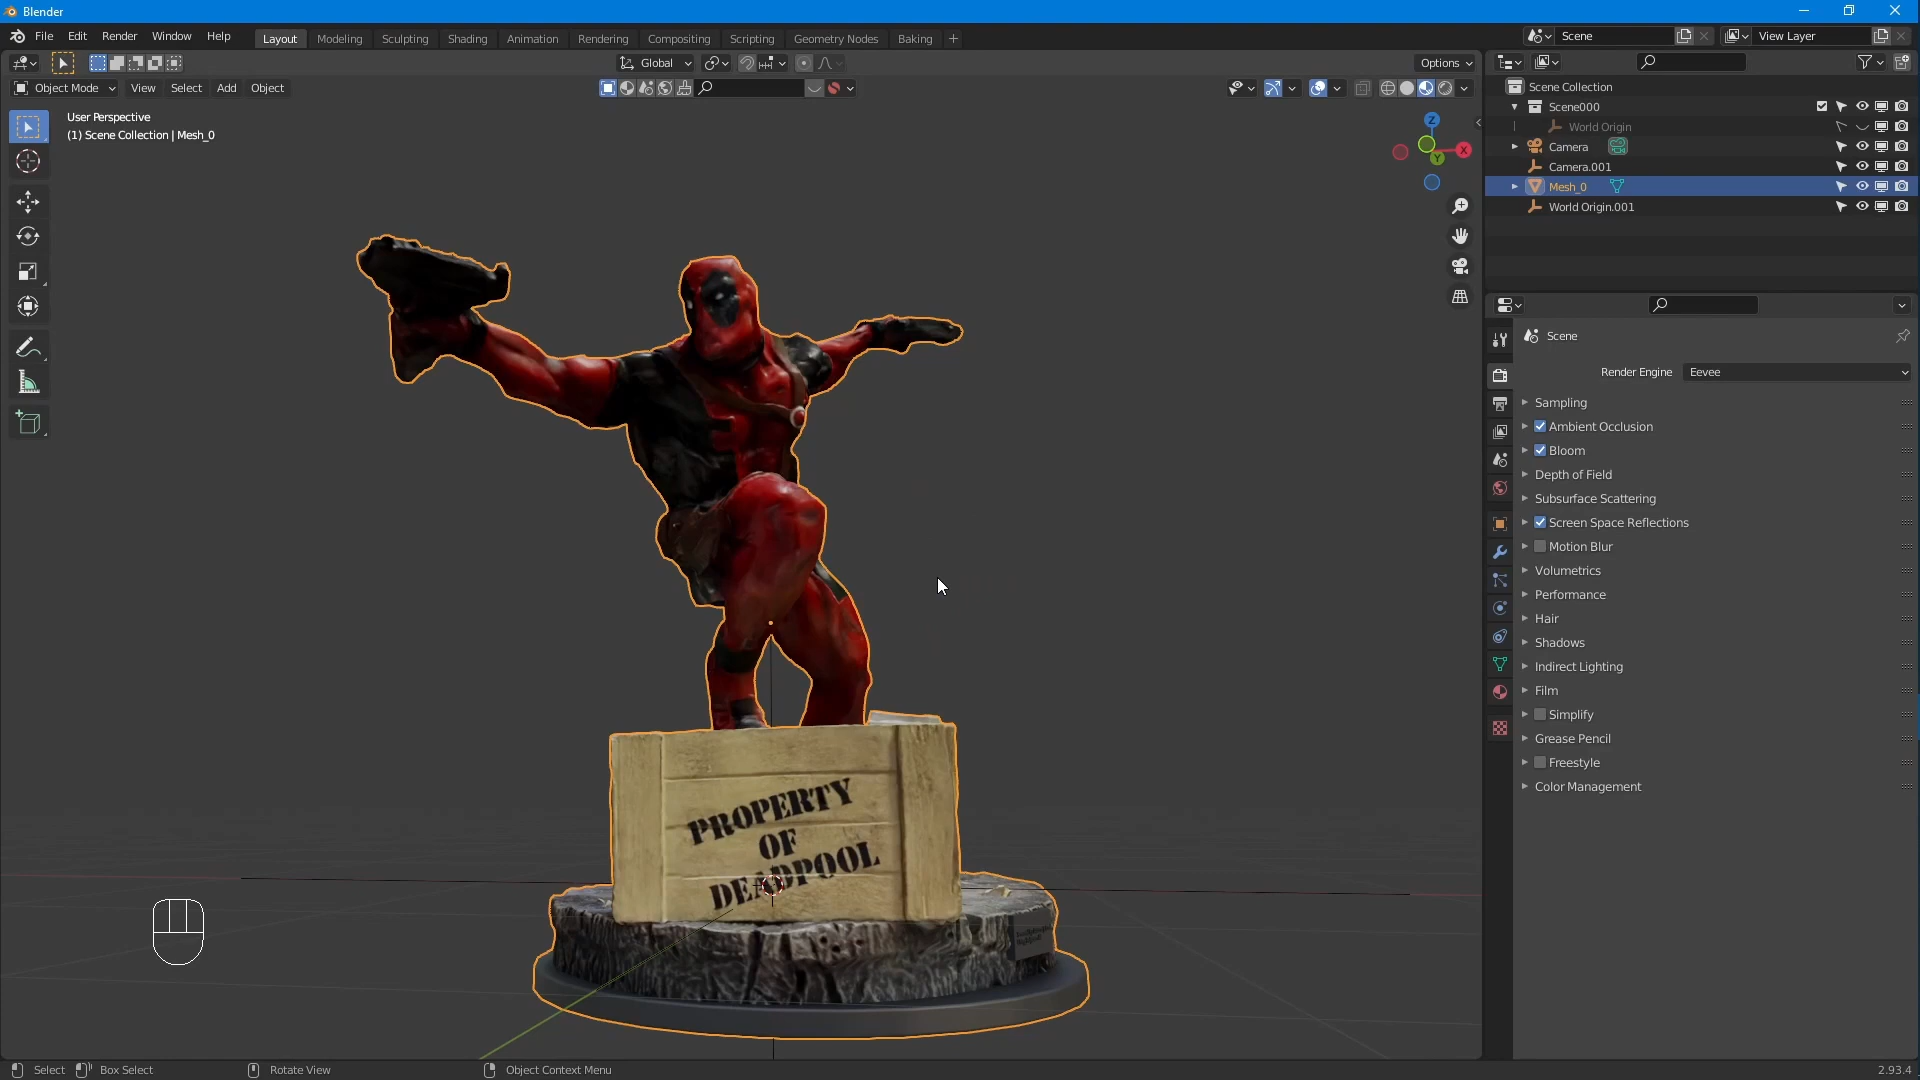 Blender
File Edit Render Window Help
Layout Modeling Sculpting Shading Animation Rendering Compositing Scripting Geometry Nodes Baking +
Scene
View Layer
Global
Options
Object Mode View Select Add Object
User Perspective
(1) Scene Collection | Mesh_0
Z
X
Y
PROPERTY
OF
DEADPOOL
Scene Collection
Scene000
World Origin
Camera
Camera.001
Mesh_0
World Origin.001
Scene
Render Engine Eevee
Sampling
Ambient Occlusion
Bloom
Depth of Field
Subsurface Scattering
Screen Space Reflections
Motion Blur
Volumetrics
Performance
Hair
Shadows
Indirect Lighting
Film
Simplify
Grease Pencil
Freestyle
Color Management
Select Box Select Rotate View Object Context Menu 2.93.4